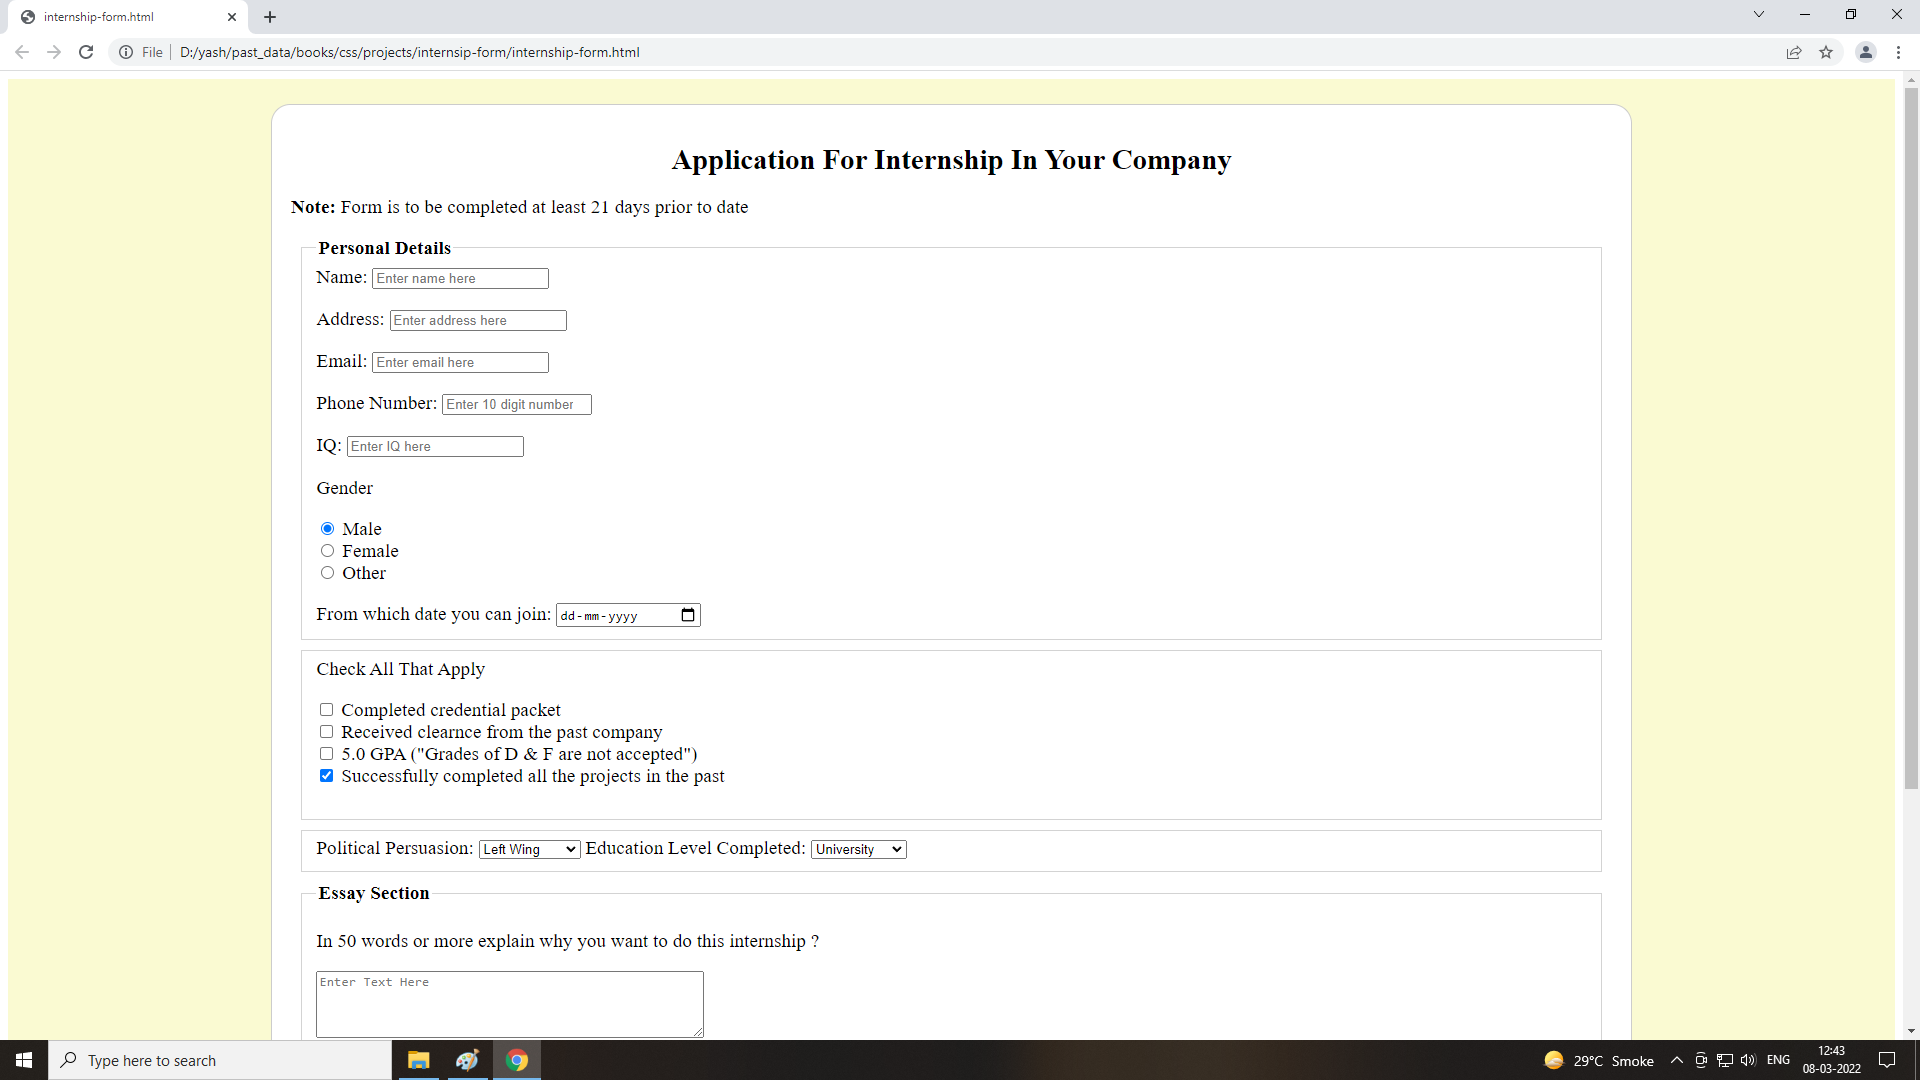 internship-form.html
File D:/yash/past_data/books/css/projects/internsip-form/internship-form.html
Application For Internship In Your Company
Note: Form is to be completed at least 21 days prior to date
Personal Details
Name: Enter name here
Address: Enter address here
Email: Enter email here
Phone Number: Enter 10 digit number
IQ: Enter IQ here
Gender
Male
Female
Other
From which date you can join: dd-mm-yyyy
Check All That Apply
Completed credential packet
Received clearnce from the past company
5.0 GPA ("Grades of D & F are not accepted")
Successfully completed all the projects in the past
Political Persuasion: Left Wing Education Level Completed: University
Essay Section
In 50 words or more explain why you want to do this internship ?
Enter Text Here
Type here to search
29°C Smoke
ENG
12:43
08-03-2022